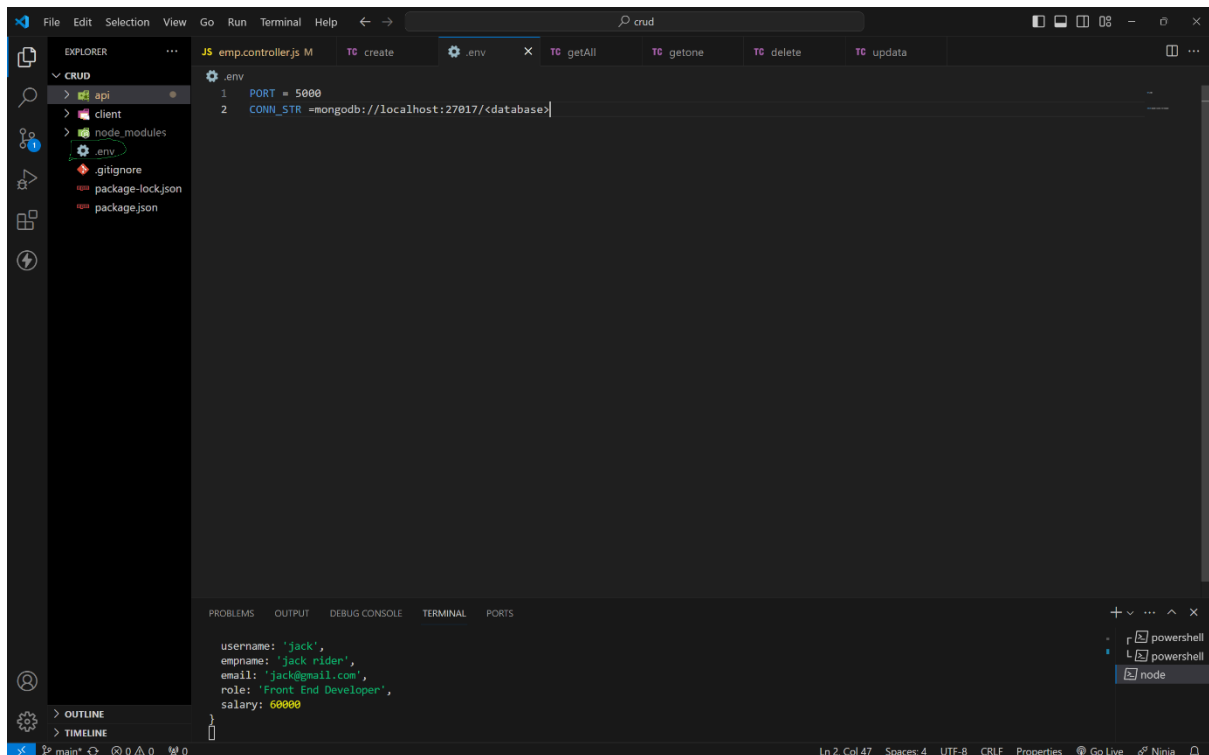 File Edit Selection View Go Run Terminal Help crud
EXPLORER
JS emp.controller.js M TC create .env TC getAll TC getone TC delete TC updata
CRUD
api
client
node_modules
.env
.gitignore
package-lock.json
package.json
.env
1 PORT = 5000
2 CONN_STR =mongodb://localhost:27017/<database>
1
PROBLEMS OUTPUT DEBUG CONSOLE TERMINAL PORTS
username: 'jack',
empname: 'jack rider',
email: 'jack@gmail.com',
role: 'Front End Developer',
salary: 60000
}
powershell
powershell
node
OUTLINE
TIMELINE
main* 0 0 0 Ln 2, Col 47 Spaces: 4 UTF-8 CRLF Properties Go Live Ninja